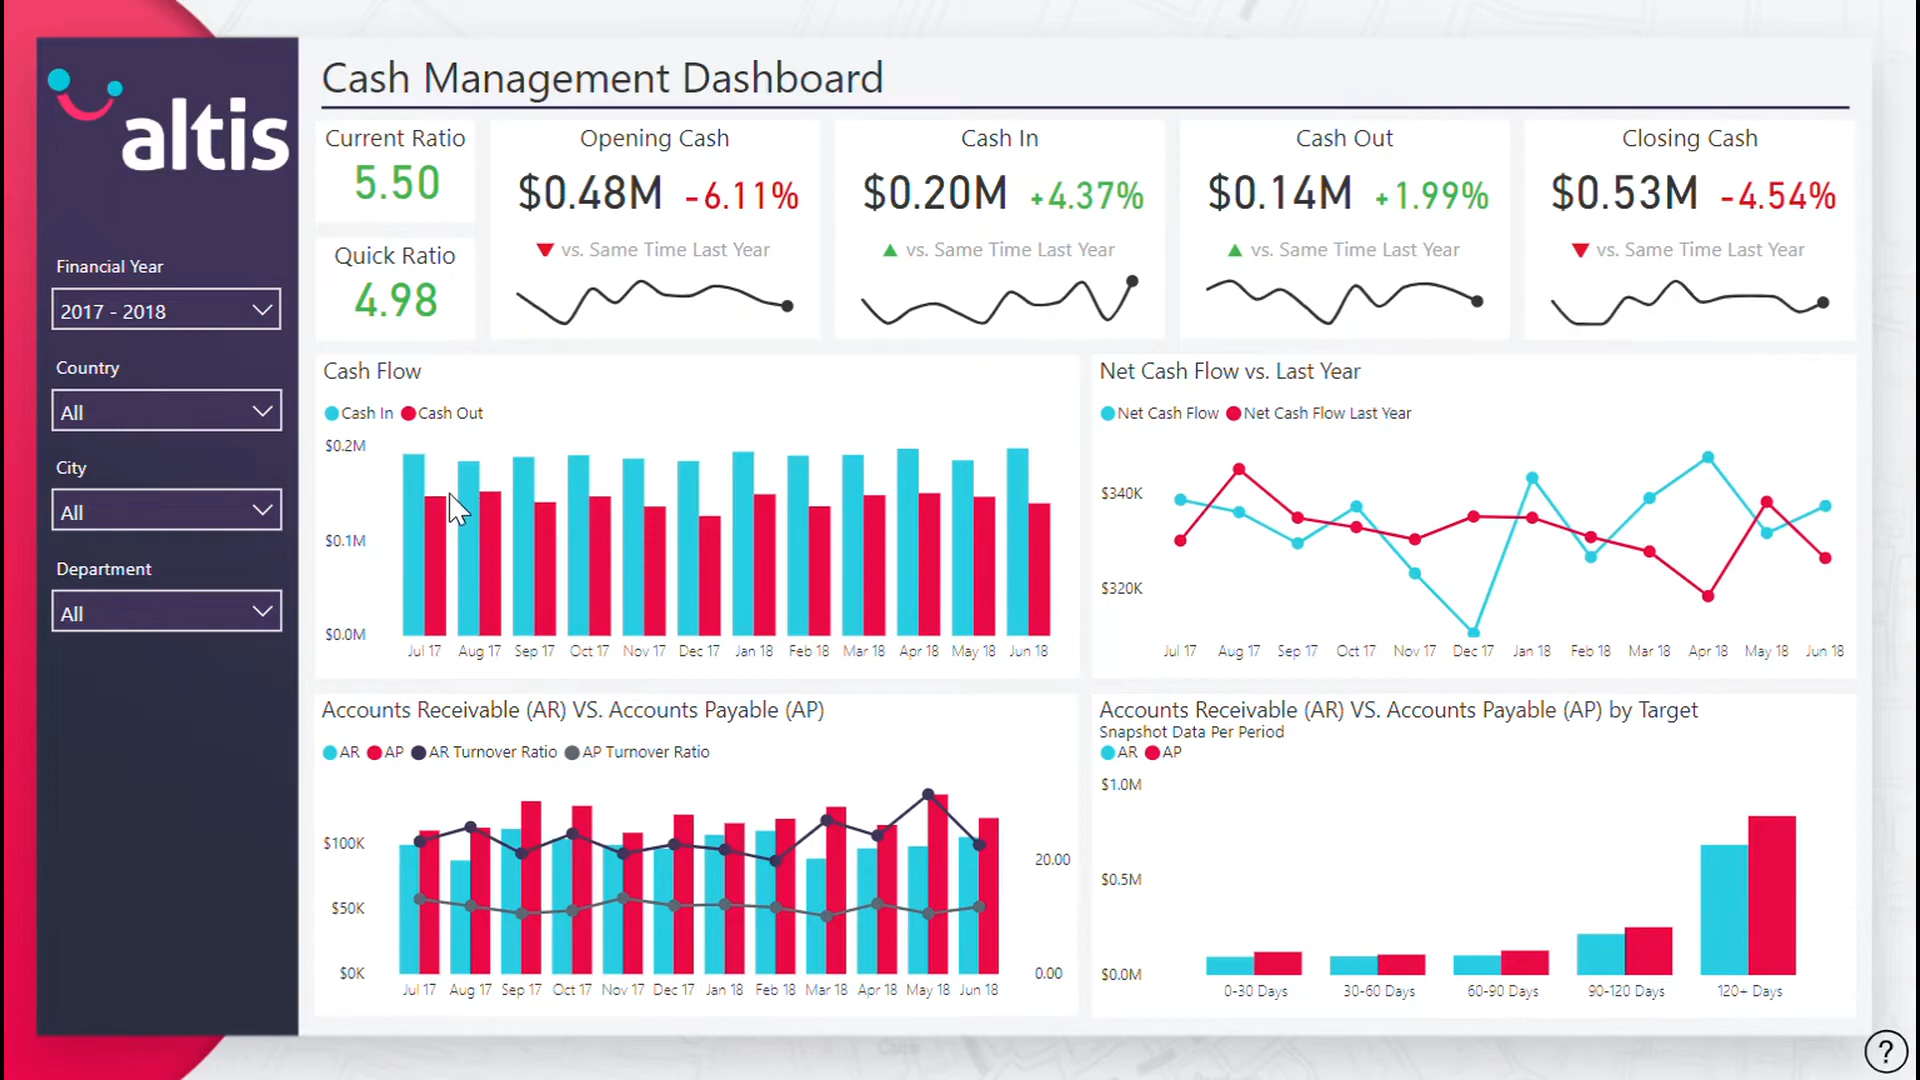 altis
Financial Year
2017 - 2018
Country
All
City
All
Department
All
Cash Management Dashboard
Current Ratio
5.50
Quick Ratio
4.98
Opening Cash
$0.48M -6.11%
vs. Same Time Last Year
Cash In
$0.20M +4.37%
vs. Same Time Last Year
Cash Out
$0.14M +1.99%
vs. Same Time Last Year
Closing Cash
$0.53M -4.54%
vs. Same Time Last Year
Cash Flow
Cash In Cash Out
$0.2M
$0.1M
$0.0M
Jul 17 Aug 17 Sep 17 Oct 17 Nov 17 Dec 17 Jan 18 Feb 18 Mar 18 Apr 18 May 18 Jun 18
Net Cash Flow vs. Last Year
Net Cash Flow Net Cash Flow Last Year
$340K
$320K
Jul 17 Aug 17 Sep 17 Oct 17 Nov 17 Dec 17 Jan 18 Feb 18 Mar 18 Apr 18 May 18 Jun 18
Accounts Receivable (AR) VS. Accounts Payable (AP)
AR AP AR Turnover Ratio AP Turnover Ratio
$100K
$50K
$0K
20.00
0.00
Jul 17 Aug 17 Sep 17 Oct 17 Nov 17 Dec 17 Jan 18 Feb 18 Mar 18 Apr 18 May 18 Jun 18
Accounts Receivable (AR) VS. Accounts Payable (AP) by Target
Snapshot Data Per Period
AR AP
$1.0M
$0.5M
$0.0M
0-30 Days 30-60 Days 60-90 Days 90-120 Days 120+ Days
?